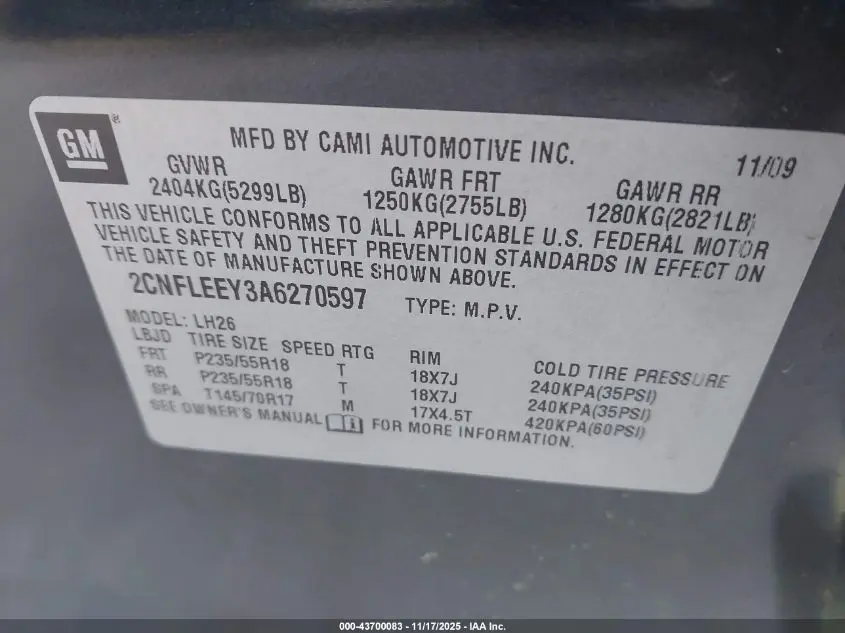 GM®
MFD BY CAMI AUTOMOTIVE INC.
11/09
GVWR GAWR FRT GAWR RR
2404KG(5299LB) 1250KG(2755LB) 1280KG(2821LB)
THIS VEHICLE CONFORMS TO ALL APPLICABLE U.S. FEDERAL MOTOR
VEHICLE SAFETY AND THEFT PREVENTION STANDARDS IN EFFECT ON
THE DATE OF MANUFACTURE SHOWN ABOVE.
2CNFLEEY3A6270597 TYPE: M.P.V.
MODEL: LH26
LBJD TIRE SIZE SPEED RTG RIM COLD TIRE PRESSURE
FRT P235/55R18 T 18X7J 240KPA(35PSI)
RR P235/55R18 T 18X7J 240KPA(35PSI)
SPA T145/70R17 M 17X4.5T 420KPA(60PSI)
SEE OWNER'S MANUAL FOR MORE INFORMATION.
000-43700083 - 11/17/2025 - IAA Inc.